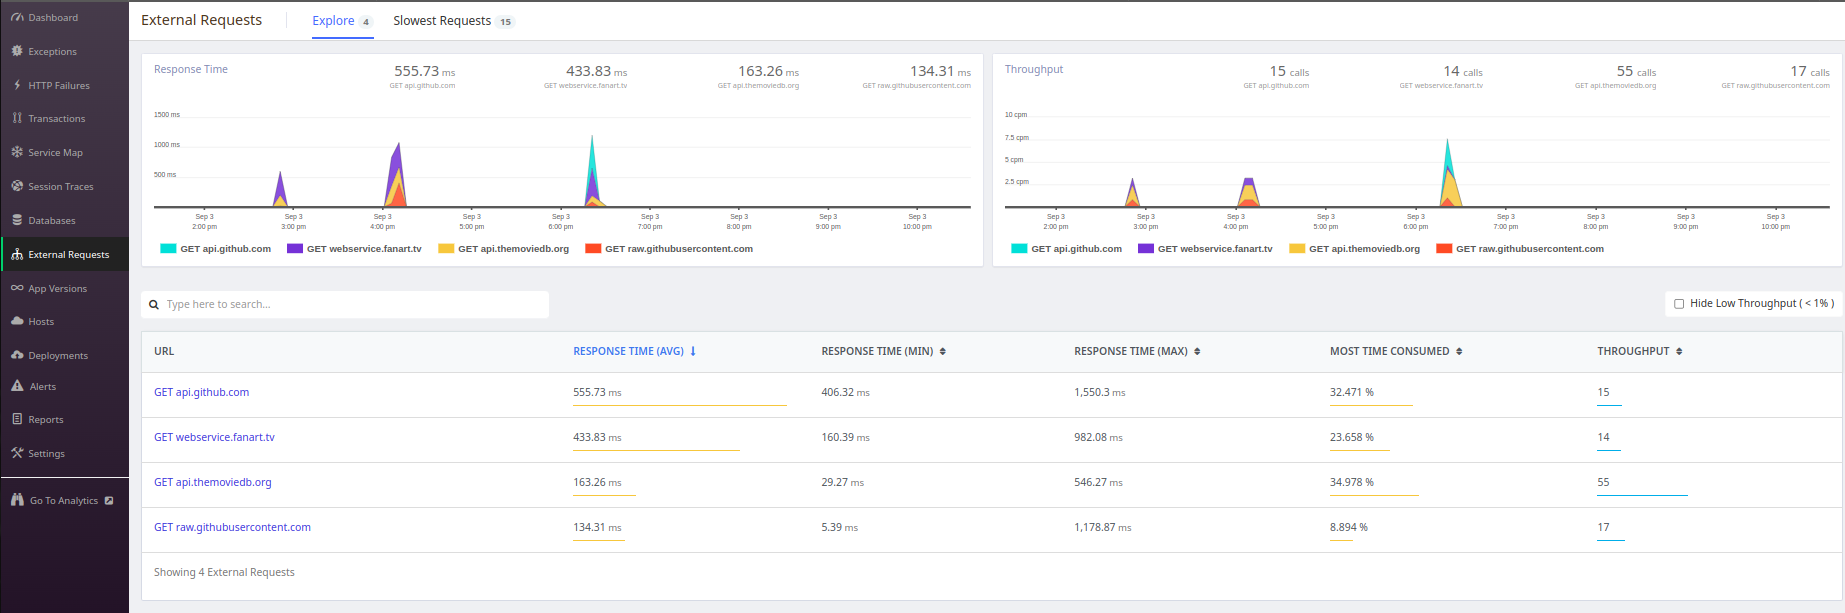 Dashboard
Exceptions
HTTP Failures
Transactions
Service Map
Session Traces
Databases
External Requests
App Versions
Hosts
Deployments
Alerts
Reports
Settings
Go To Analytics
External Requests
Explore 4
Slowest Requests 15
Response Time
555.73 ms
GET api.github.com
433.83 ms
GET webservice.fanart.tv
163.26 ms
GET api.themoviedb.org
134.31 ms
GET raw.githubusercontent.com
1500 ms
1000 ms
500 ms
Sep 3 Sep 3 Sep 3 Sep 3 Sep 3 Sep 3 Sep 3 Sep 3 Sep 3
2:00 pm 3:00 pm 4:00 pm 5:00 pm 6:00 pm 7:00 pm 8:00 pm 9:00 pm 10:00 pm
GET api.github.com GET webservice.fanart.tv GET api.themoviedb.org GET raw.githubusercontent.com
Throughput
15 calls
GET api.github.com
14 calls
GET webservice.fanart.tv
55 calls
GET api.themoviedb.org
17 calls
GET raw.githubusercontent.com
10 cpm
7.5 cpm
5 cpm
2.5 cpm
Sep 3 Sep 3 Sep 3 Sep 3 Sep 3 Sep 3 Sep 3 Sep 3 Sep 3
2:00 pm 3:00 pm 4:00 pm 5:00 pm 6:00 pm 7:00 pm 8:00 pm 9:00 pm 10:00 pm
GET api.github.com GET webservice.fanart.tv GET api.themoviedb.org GET raw.githubusercontent.com
Type here to search...
Hide Low Throughput ( < 1% )
URL RESPONSE TIME (AVG) RESPONSE TIME (MIN) RESPONSE TIME (MAX) MOST TIME CONSUMED THROUGHPUT
GET api.github.com 555.73 ms 406.32 ms 1,550.3 ms 32.471 % 15
GET webservice.fanart.tv 433.83 ms 160.39 ms 982.08 ms 23.658 % 14
GET api.themoviedb.org 163.26 ms 29.27 ms 546.27 ms 34.978 % 55
GET raw.githubusercontent.com 134.31 ms 5.39 ms 1,178.87 ms 8.894 % 17
Showing 4 External Requests